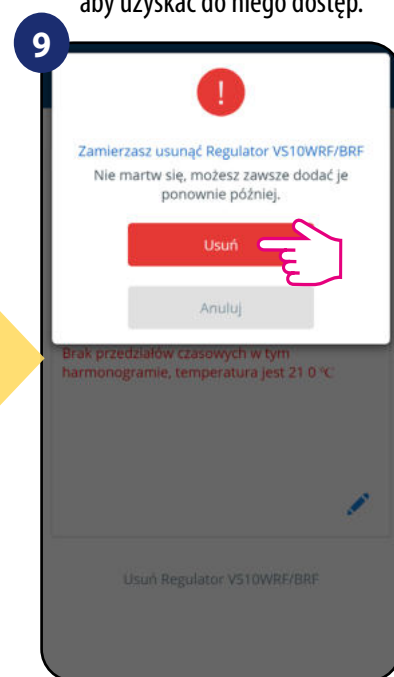 aby uzyskać do niego dostęp.
9
!
Zamierzasz usunąć Regulator VS10WRF/BRF
Nie martw się, możesz zawsze dodać je
ponownie później.
Usuń
Anuluj
Brak przedziałów czasowych w tym
harmonogramie, temperatura jest 21 0 °C
Usuń Regulator VS10WRF/BRF